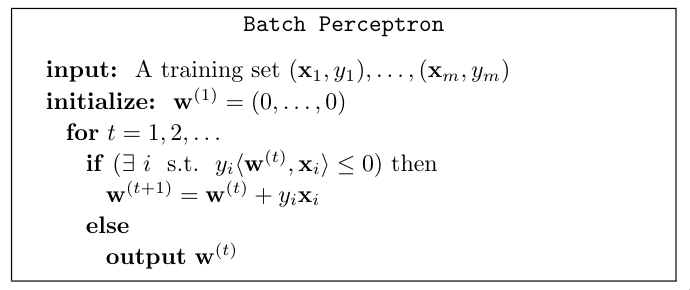 Batch Perceptron
input: A training set (x₁, y₁), . . . , (xₘ, yₘ)
initialize: w⁽¹⁾ = (0, . . . , 0)
for t = 1, 2, . . .
if (∃ i s.t. yᵢ⟨w⁽ᵗ⁾, xᵢ⟩ ≤ 0) then
w⁽ᵗ⁺¹⁾ = w⁽ᵗ⁾ + yᵢxᵢ
else
output w⁽ᵗ⁾